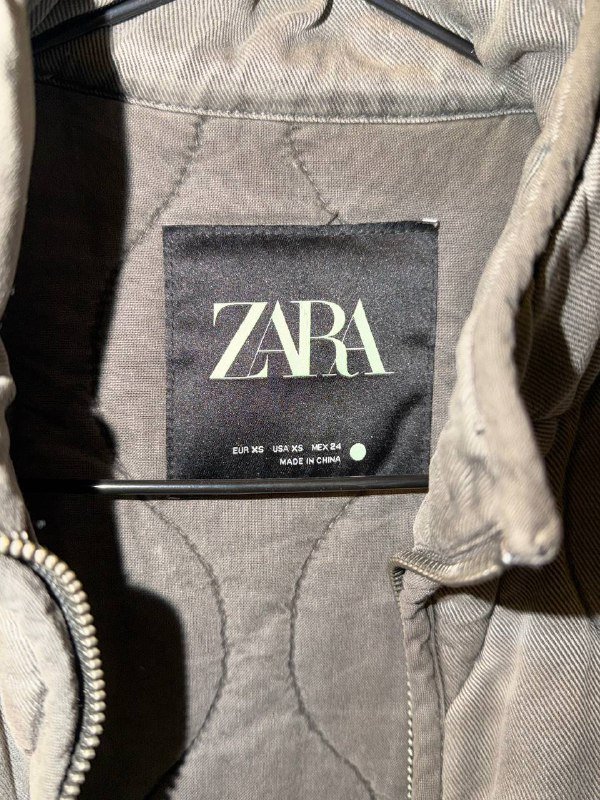 ZARA
EUR XS USA XS MEX 24
MADE IN CHINA